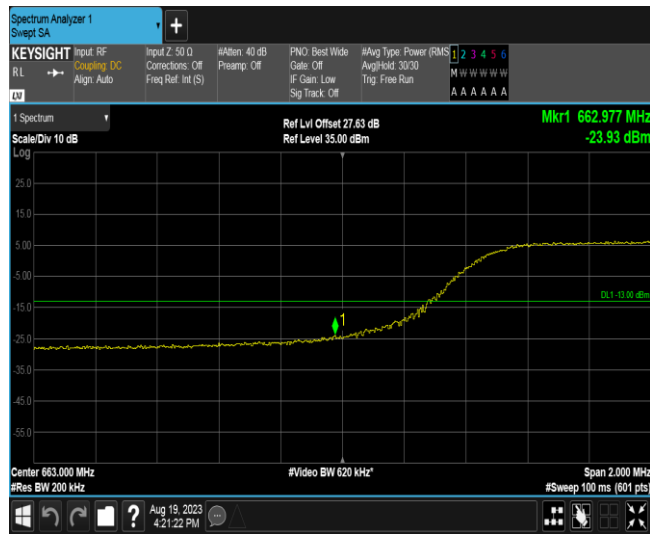 Spectrum Analyzer 1
Swept SA
+
KEYSIGHT
RL
LXI
Input: RF
Coupling: DC
Align: Auto
Input Z: 50 Ω
Corrections: Off
Freq Ref: Int (S)
#Atten: 40 dB
Preamp: Off
PNO: Best Wide
Gate: Off
IF Gain: Low
Sig Track: Off
#Avg Type: Power (RMS
Avg|Hold: 30/30
Trig: Free Run
1 2 3 4 5 6
M W W W W W
A A A A A A
1 Spectrum
Scale/Div 10 dB
Ref Lvl Offset 27.63 dB
Ref Level 35.00 dBm
Mkr1 662.977 MHz
-23.93 dBm
Log
25.0
15.0
5.00
-5.00
-15.0
-25.0
-35.0
-45.0
-55.0
DL1 -13.00 dBm
1
Center 663.000 MHz
#Res BW 200 kHz
#Video BW 620 kHz*
Span 2.000 MHz
#Sweep 100 ms (601 pts)
?
Aug 19, 2023
4:21:22 PM